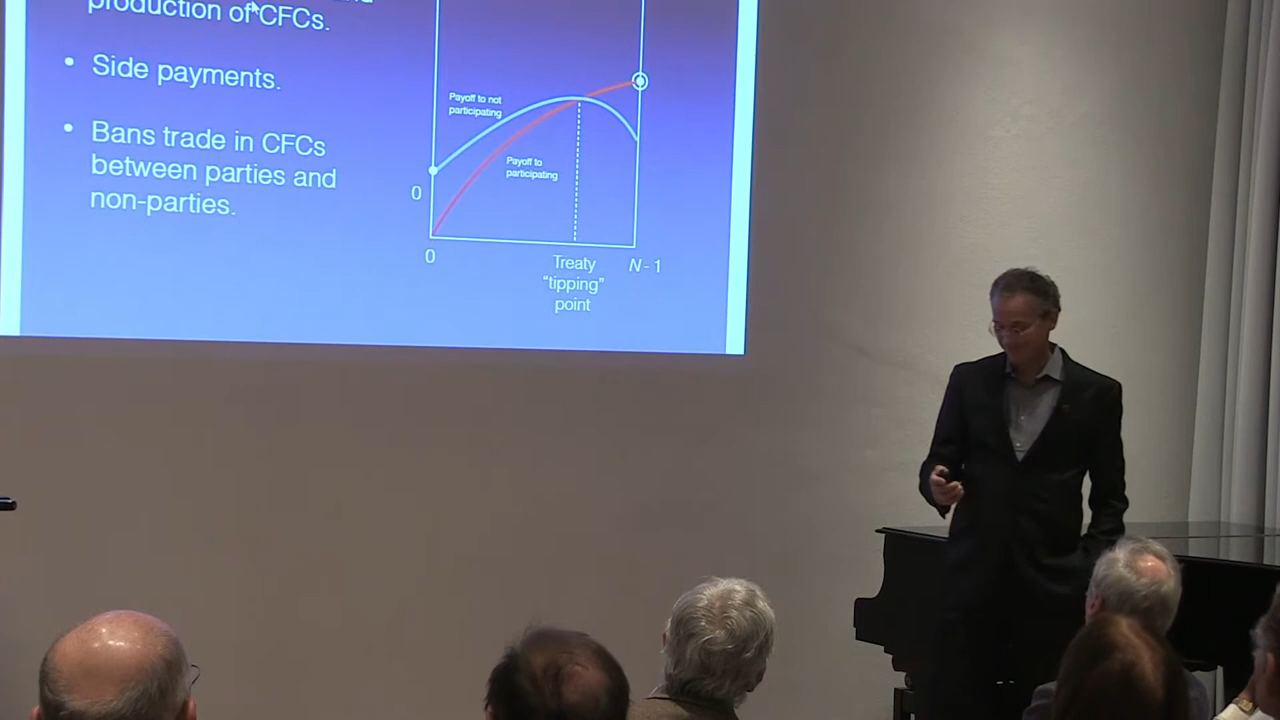 production of CFCs.
• Side payments.
• Bans trade in CFCs
between parties and
non-parties.
Payoff to not
participating
Payoff to
participating
0
0
Treaty
"tipping"
point
N - 1